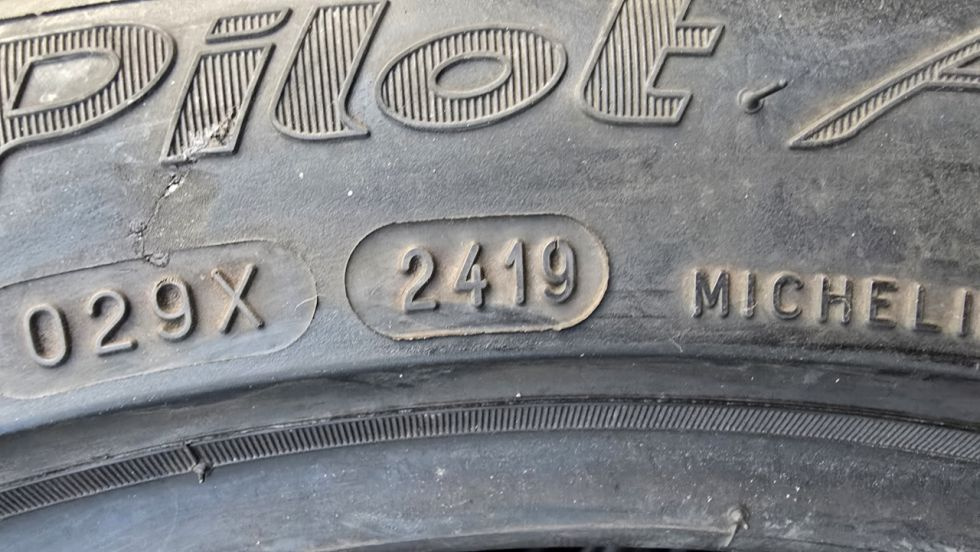 Pilot A
029X 2419 MICHELI